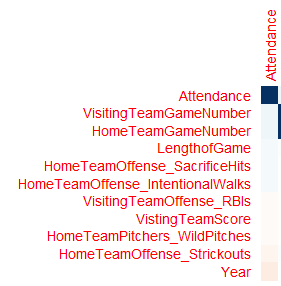 Attendance
Attendance
VisitingTeamGameNumber
HomeTeamGameNumber
LengthofGame
HomeTeamOffense_SacrificeHits
HomeTeamOffense_IntentionalWalks
VisitingTeamOffense_RBIs
VistingTeamScore
HomeTeamPitchers_WildPitches
HomeTeamOffense_Strickouts
Year